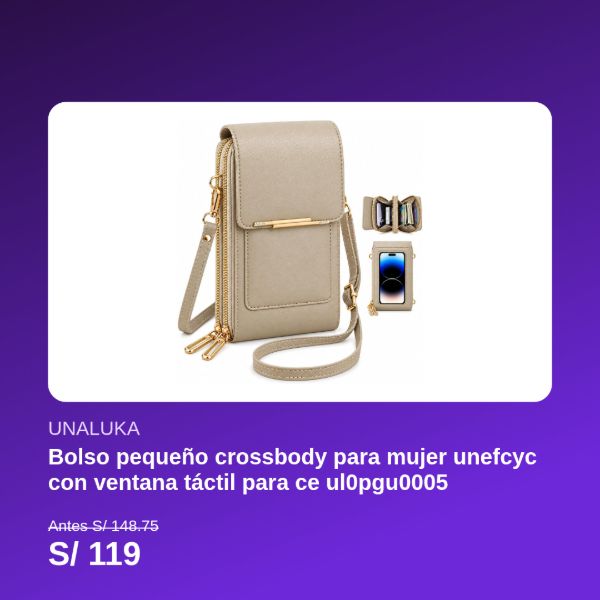 UNALUKA
Bolso pequeño crossbody para mujer unefcyc
con ventana táctil para ce ul0pgu0005
Antes S/ 148.75
S/ 119